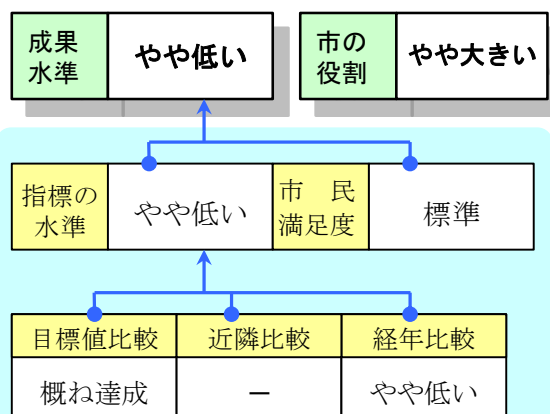 成果
水準
やや低い
市の
役割
やや大きい
指標の
水準
やや低い
市　民
満足度
標準
目標値比較
近隣比較
経年比較
概ね達成
－
やや低い